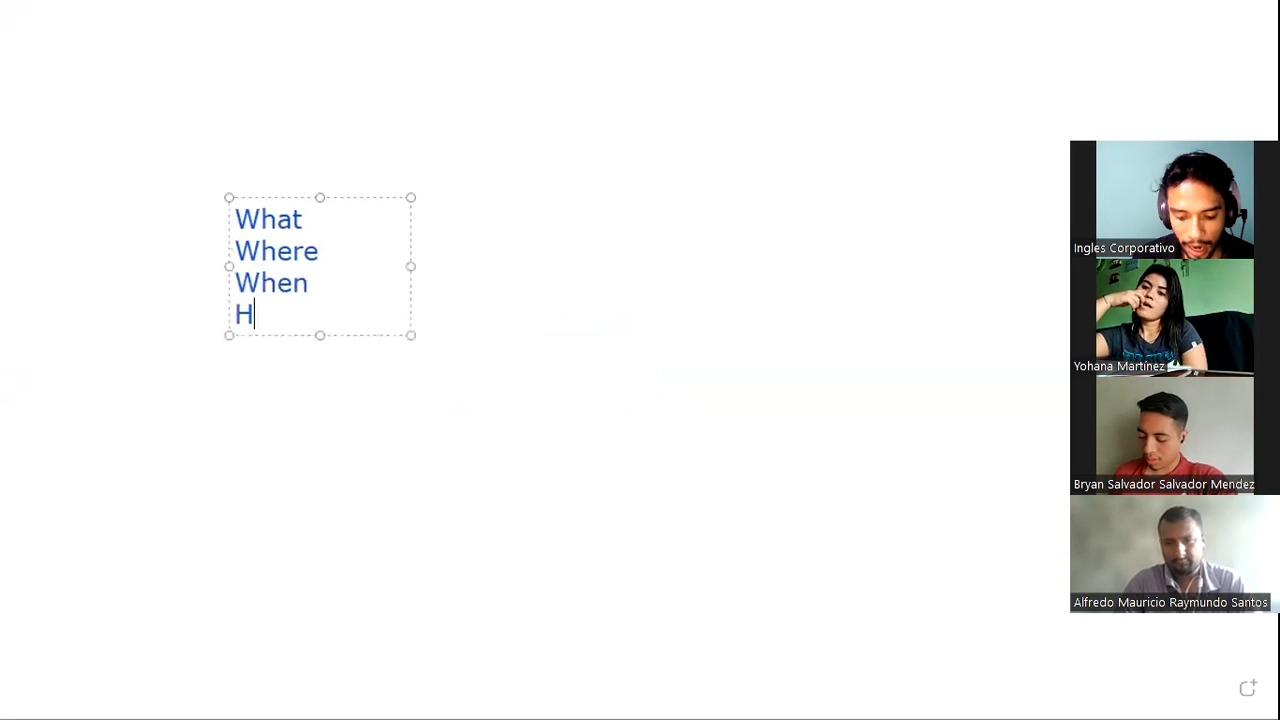 What
Where
When
H
Ingles Corporativo
Yohana Martínez
Bryan Salvador Salvador Mendez
Alfredo Mauricio Raymundo Santos